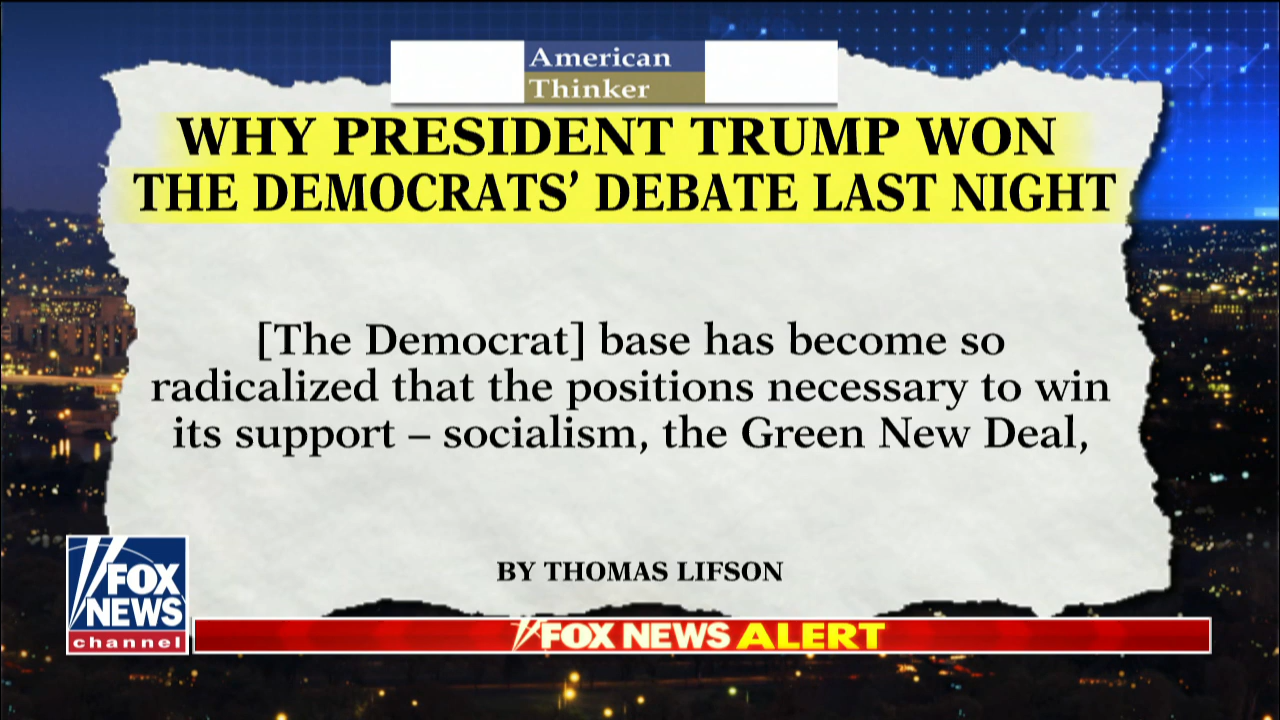 American
Thinker
WHY PRESIDENT TRUMP WON
THE DEMOCRATS’ DEBATE LAST NIGHT
[The Democrat] base has become so
radicalized that the positions necessary to win
its support – socialism, the Green New Deal,
BY THOMAS LIFSON
FOX
NEWS
channel
FOX NEWS ALERT